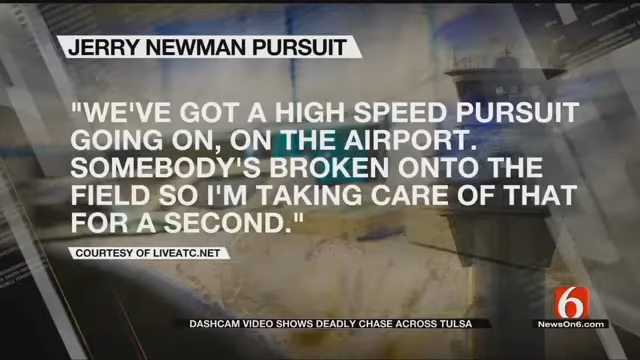 JERRY NEWMAN PURSUIT
"WE'VE GOT A HIGH SPEED PURSUIT
GOING ON, ON THE AIRPORT.
SOMEBODY'S BROKEN ONTO THE
FIELD SO I'M TAKING CARE OF THAT
FOR A SECOND."
COURTESY OF LIVEATC.NET
6
DASHCAM VIDEO SHOWS DEADLY CHASE ACROSS TULSA
NewsOn6.com